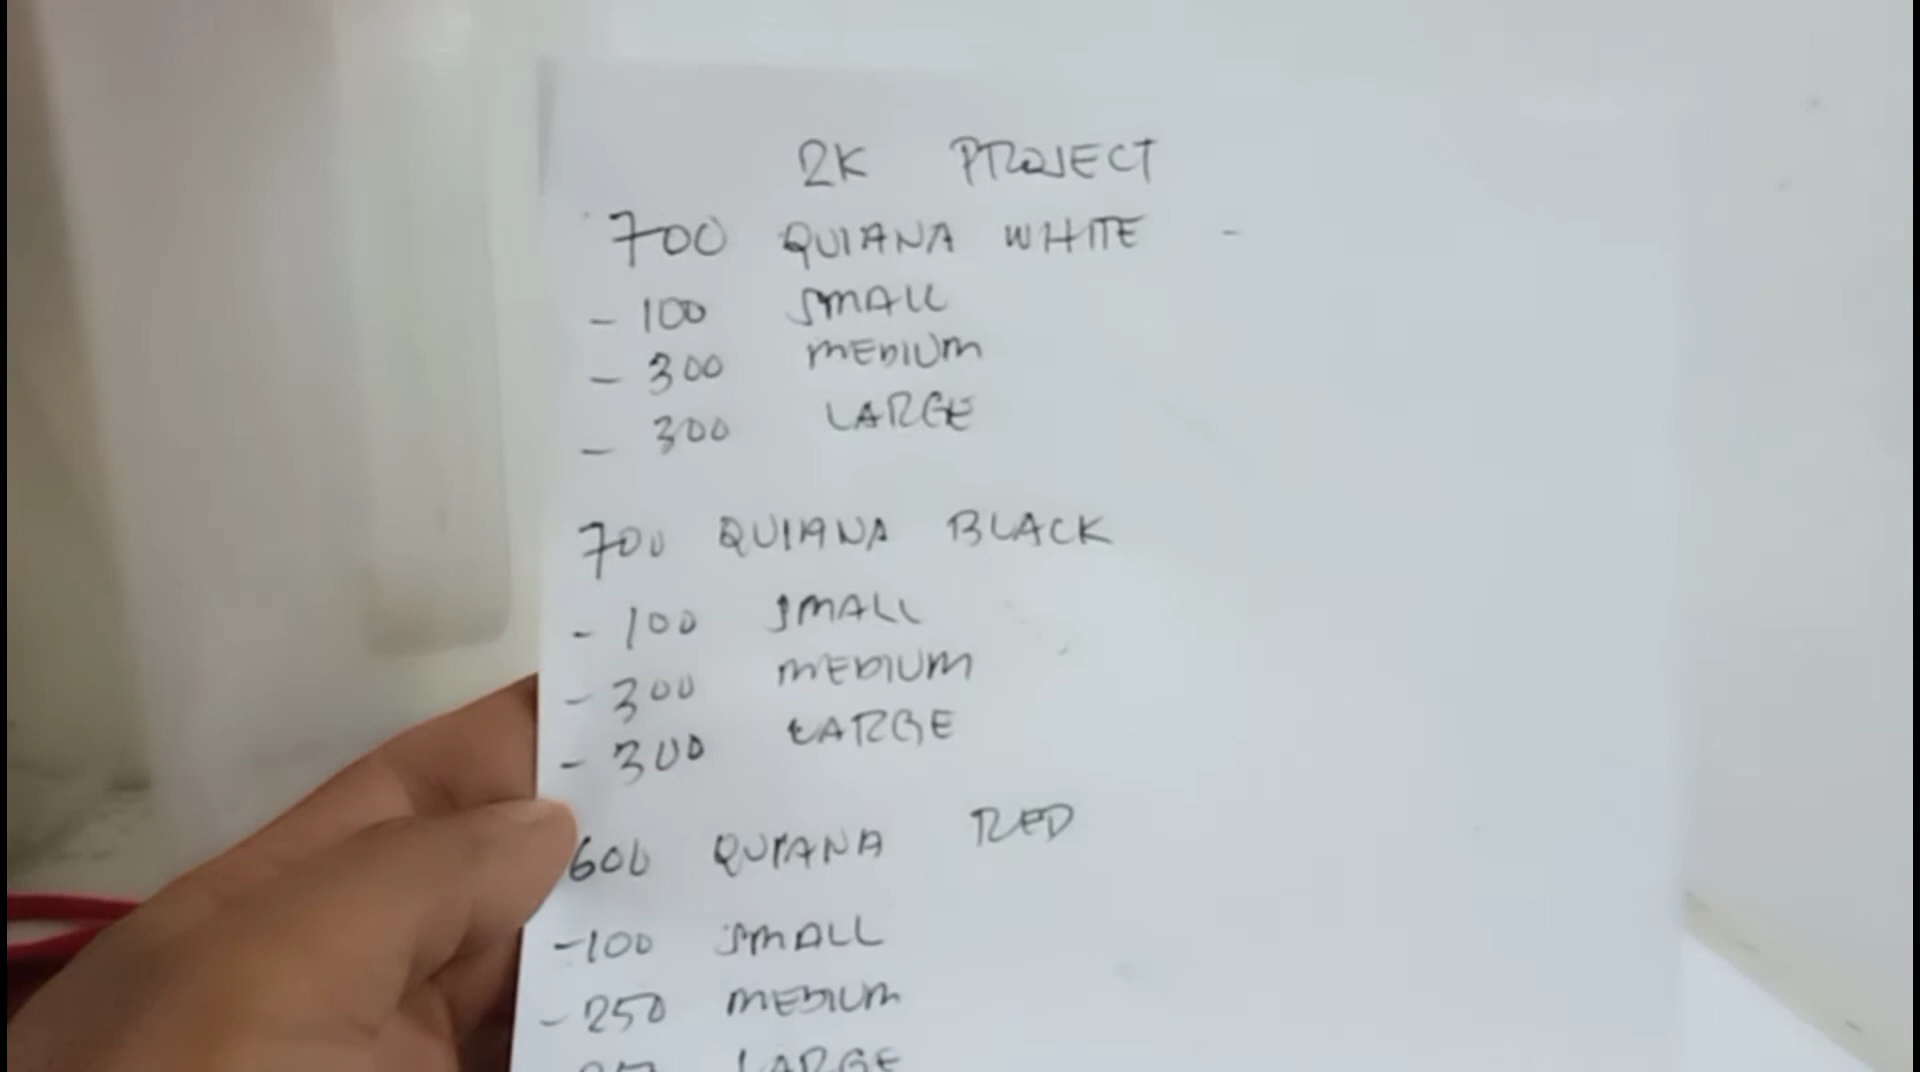 2K PROJECT
700 QUIANA WHITE -
- 100 SMALL
- 300 MEDIUM
- 300 LARGE
700 QUIANA BLACK
- 100 SMALL
- 300 MEDIUM
- 300 LARGE
600 QUIANA RED
- 100 SMALL
- 250 MEDIUM
LARGE